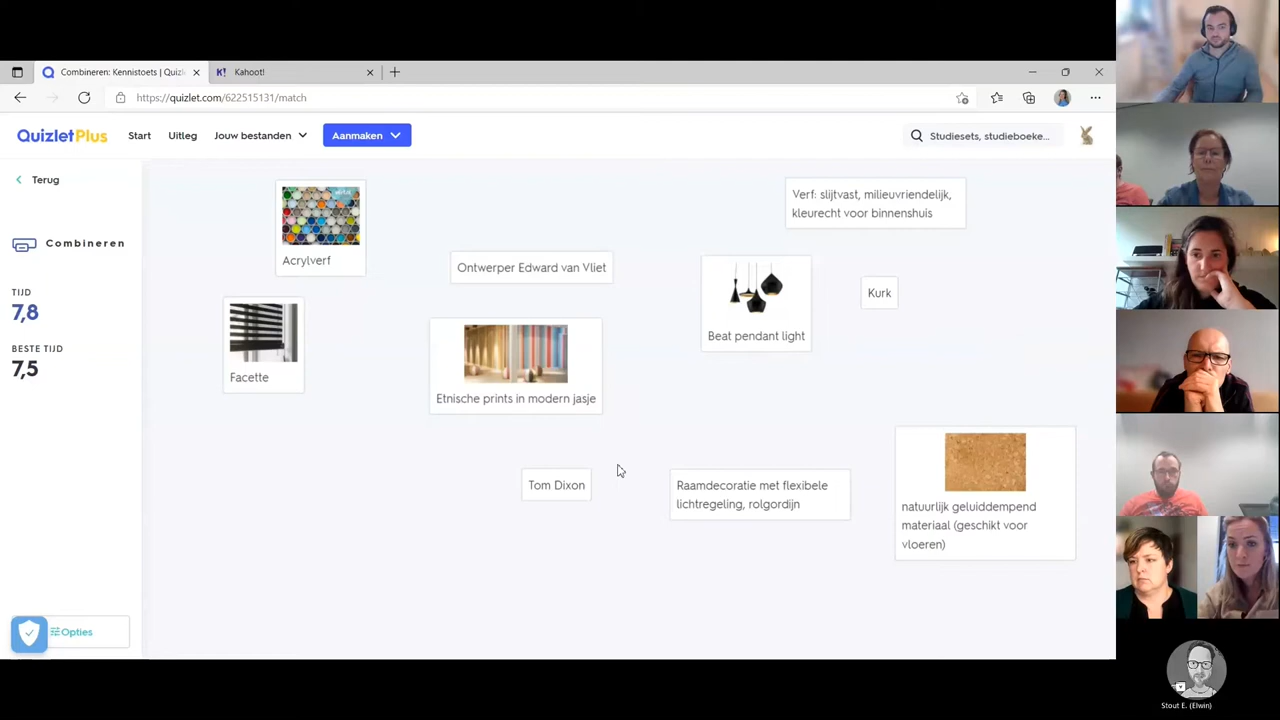 Combineren: Kennistoets | Quizl
Kahoot!
https://quizlet.com/622515131/match
QuizletPlus
Start
Uitleg
Jouw bestanden
Aanmaken
Studiesets, studieboeke...
Terug
Combineren
TIJD
7,8
BESTE TIJD
7,5
Acrylverf
Verf: slijtvast, milieuvriendelijk,
kleurecht voor binnenshuis
Ontwerper Edward van Vliet
Beat pendant light
Kurk
Facette
Etnische prints in modern jasje
Tom Dixon
Raamdecoratie met flexibele
lichtregeling, rolgordijn
natuurlijk geluiddempend
materiaal (geschikt voor
vloeren)
Opties
Stout E. (Elwin)